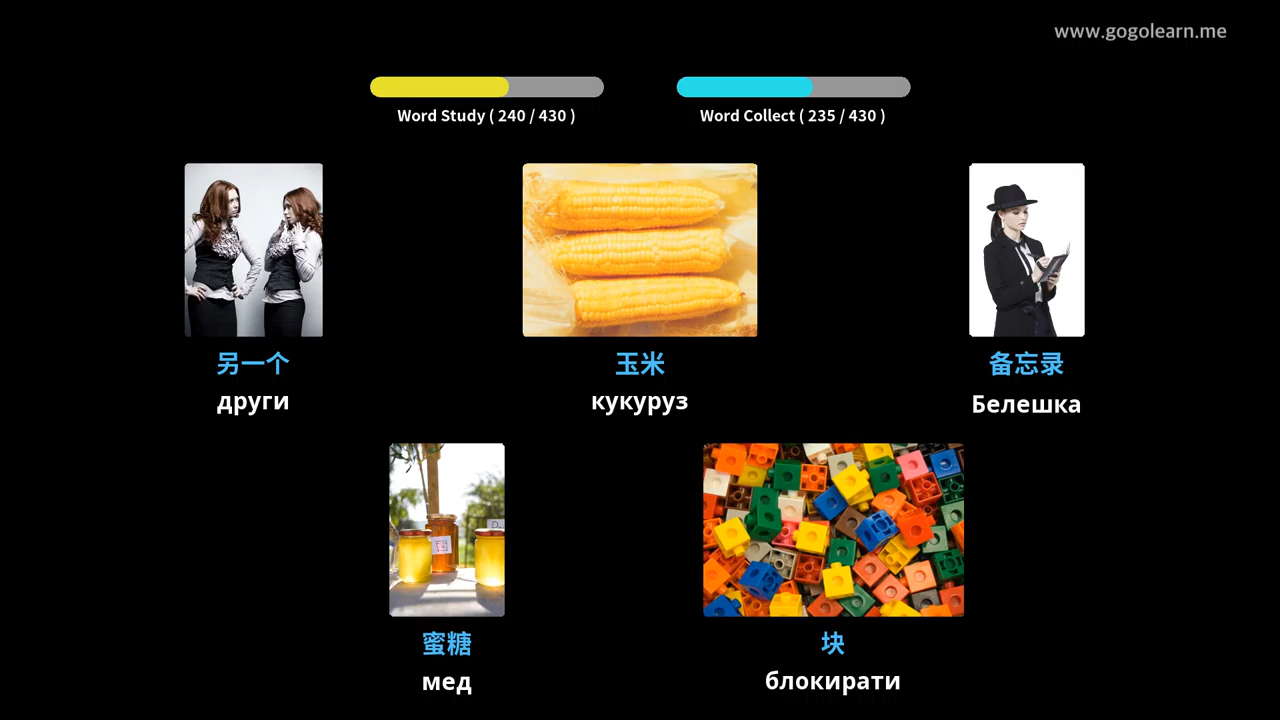 www.gogolearn.me
Word Study ( 240 / 430 )
Word Collect ( 235 / 430 )
另一个
други
玉米
кукуруз
备忘录
Белешка
蜜糖
мед
块
блокирати